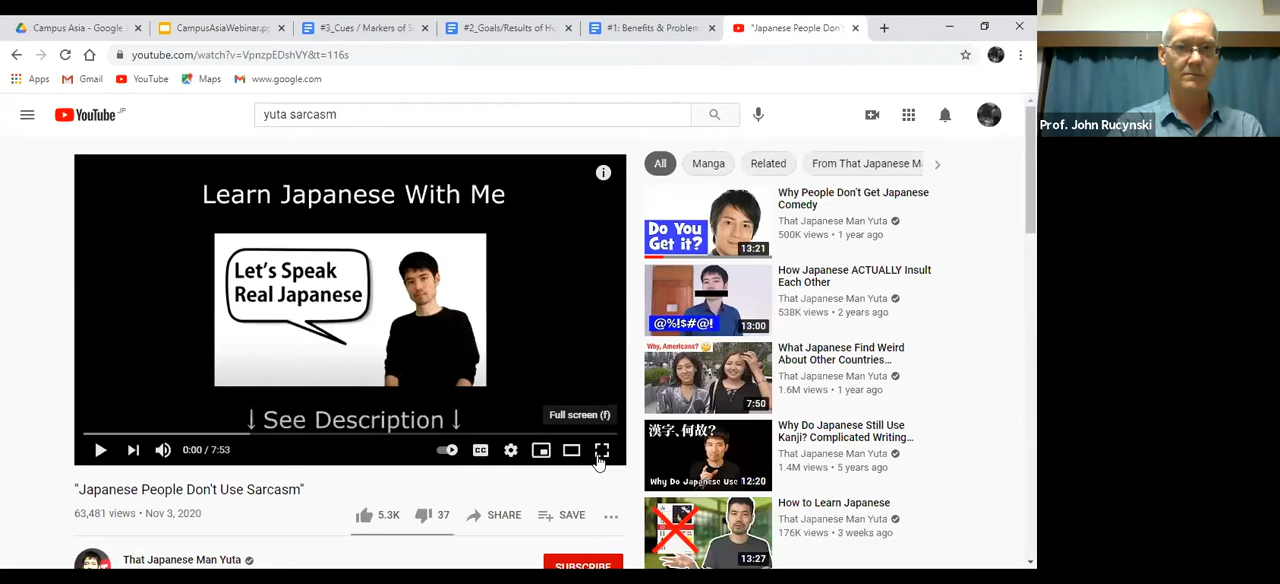 Campus Asia - Google
CampusAsiaWebinar.p
#3_Cues / Markers of S
#2_Goals/Results of Hu
#1: Benefits & Problem
"Japanese People Don'
youtube.com/watch?v=VpnzpEDshVY&t=116s
Apps
Gmail
YouTube
Maps
www.google.com
YouTube JP
yuta sarcasm
Prof. John Rucynski
Learn Japanese With Me
Let's Speak
Real Japanese
↓See Description↓
Full screen (f)
0:00 / 7:53
CC
"Japanese People Don't Use Sarcasm"
63,481 views • Nov 3, 2020
5.3K
37
SHARE
SAVE
That Japanese Man Yuta
SUBSCRIBE
All
Manga
Related
From That Japanese M
Do You
Get it?
13:21
Why People Don't Get Japanese
Comedy
That Japanese Man Yuta
500K views • 1 year ago
@%!$#@!
13:00
How Japanese ACTUALLY Insult
Each Other
That Japanese Man Yuta
538K views • 2 years ago
Why, Americans?
7:50
What Japanese Find Weird
About Other Countries...
That Japanese Man Yuta
1.6M views • 1 year ago
漢字、何故?
Why Do Japanese Use
12:20
Why Do Japanese Still Use
Kanji? Complicated Writing...
That Japanese Man Yuta
1.4M views • 5 years ago
13:27
How to Learn Japanese
That Japanese Man Yuta
176K views • 3 weeks ago